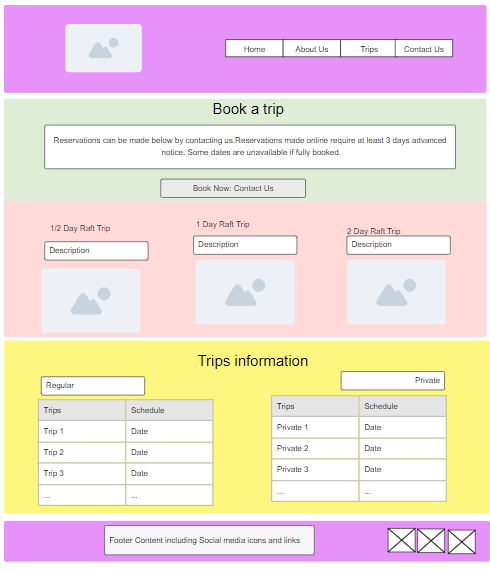 Home About Us Trips Contact Us
Book a trip
Reservations can be made below by contacting us.Reservations made online require at least 3 days advanced
notice. Some dates are unavailable if fully booked.
Book Now: Contact Us
1/2 Day Raft Trip
Description
1 Day Raft Trip
Description
2 Day Raft Trip
Description
Trips information
Regular
Trips Schedule
Trip 1 Date
Trip 2 Date
Trip 3 Date
... ...
Private
Trips Schedule
Private 1 Date
Private 2 Date
Private 3 Date
... ...
Footer Content including Social media icons and links